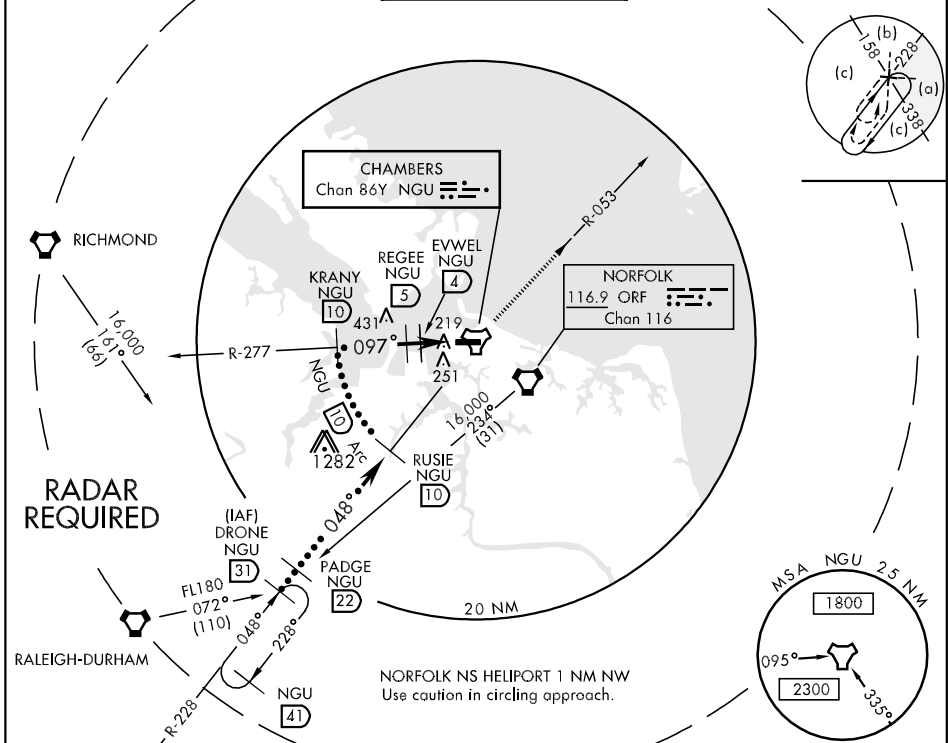 (b)
158
228
(c)
(a)
338
(c)
CHAMBERS
Chan 86Y NGU
R-053
RICHMOND
16,000
161°
(66)
KRANY
NGU
10
REGEE
NGU
5
EVWEL
NGU
4
NORFOLK
116.9 ORF
Chan 116
431
219
097°
R-277
251
NGU
10
Arc
1282
16,000
234°
(31)
RUSIE
NGU
10
RADAR
REQUIRED
(IAF)
DRONE
NGU
31
048°
PADGE
NGU
22
FL180
072°
(110)
048°
228°
20 NM
RALEIGH-DURHAM
NGU
41
R-228
NORFOLK NS HELIPORT 1 NM NW
Use caution in circling approach.
MSA NGU 25 NM
1800
095°
2300
335°